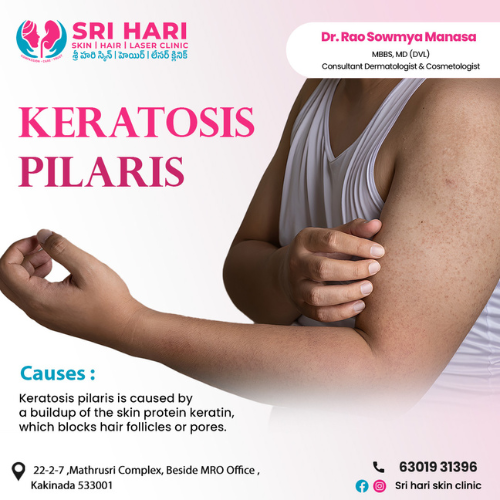 SRI HARI
SKIN | HAIR | LASER CLINIC
శ్రీ హరి స్కిన్ | హెయిర్ | లేసర్ క్లినిక్
Dr. Rao Sowmya Manasa
MBBS, MD (DVL)
Consultant Dermatologist & Cosmetologist
KERATOSIS
PILARIS
Causes :
Keratosis pilaris is caused by
a buildup of the skin protein keratin,
which blocks hair follicles or pores.
22-2-7 ,Mathrusri Complex, Beside MRO Office ,
Kakinada 533001
63019 31396
Sri hari skin clinic